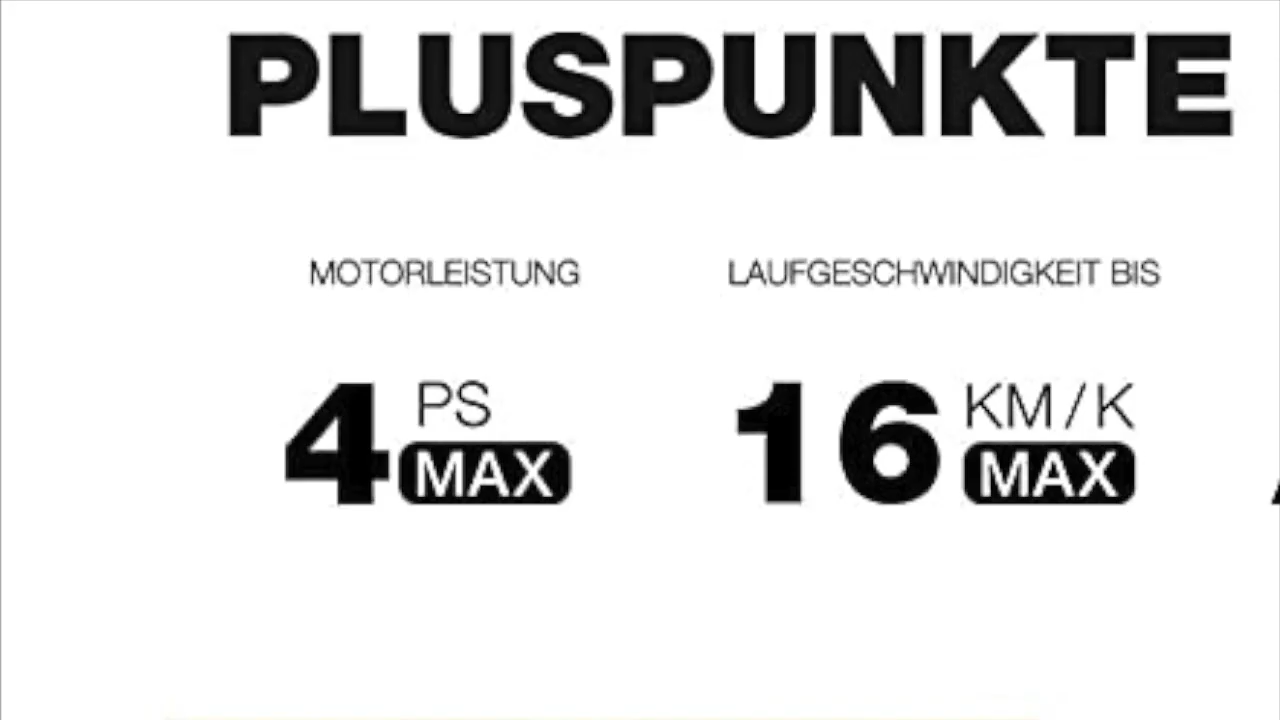 PLUSPUNKTE
MOTORLEISTUNG
LAUFGESCHWINDIGKEIT BIS
4 PS
MAX
16 KM/K
MAX